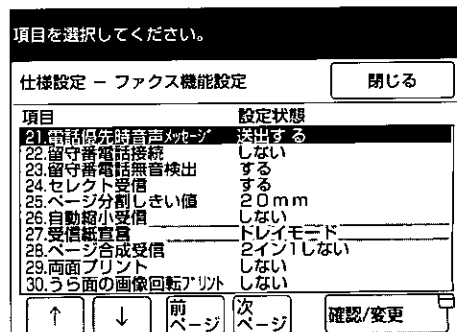 項目を選択してください。
仕様設定 － ファクス機能設定 閉じる
項目 設定状態
21.電話優先時音声メッセージ 送出する
22.留守番電話接続 しない
23.留守番電話無音検出 する
24.セレクト受信 する
25.ページ分割しきい値 20mm
26.自動縮小受信 しない
27.受信紙宣言 トレイモード
28.ページ合成受信 2イン1しない
29.両面プリント しない
30.うら面の画像回転プリント しない
↑ ↓ 前ページ 次ページ 確認/変更